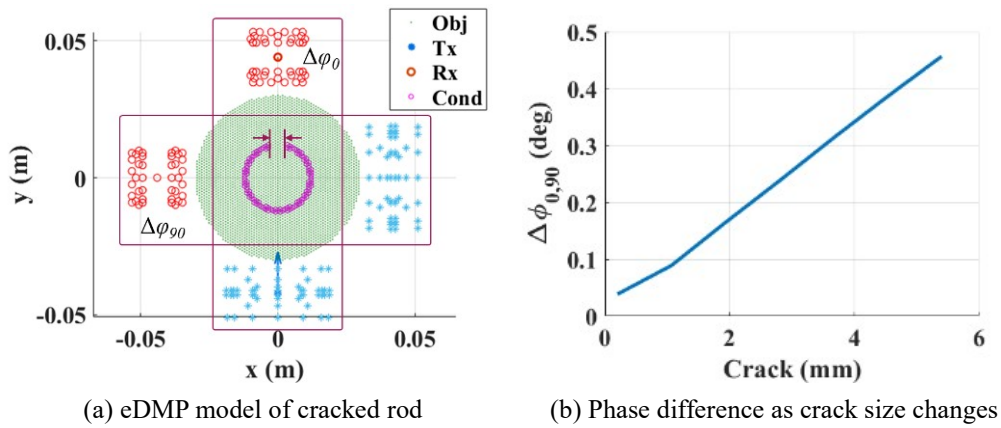 0.05
0
-0.05
y (m)
-0.05
0
0.05
x (m)
Δφ0
Δφ90
Obj
Tx
Rx
Cond
(a) eDMP model of cracked rod
0.5
0.4
0.3
0.2
0.1
0
Δϕ0,90 (deg)
0
2
4
6
Crack (mm)
(b) Phase difference as crack size changes